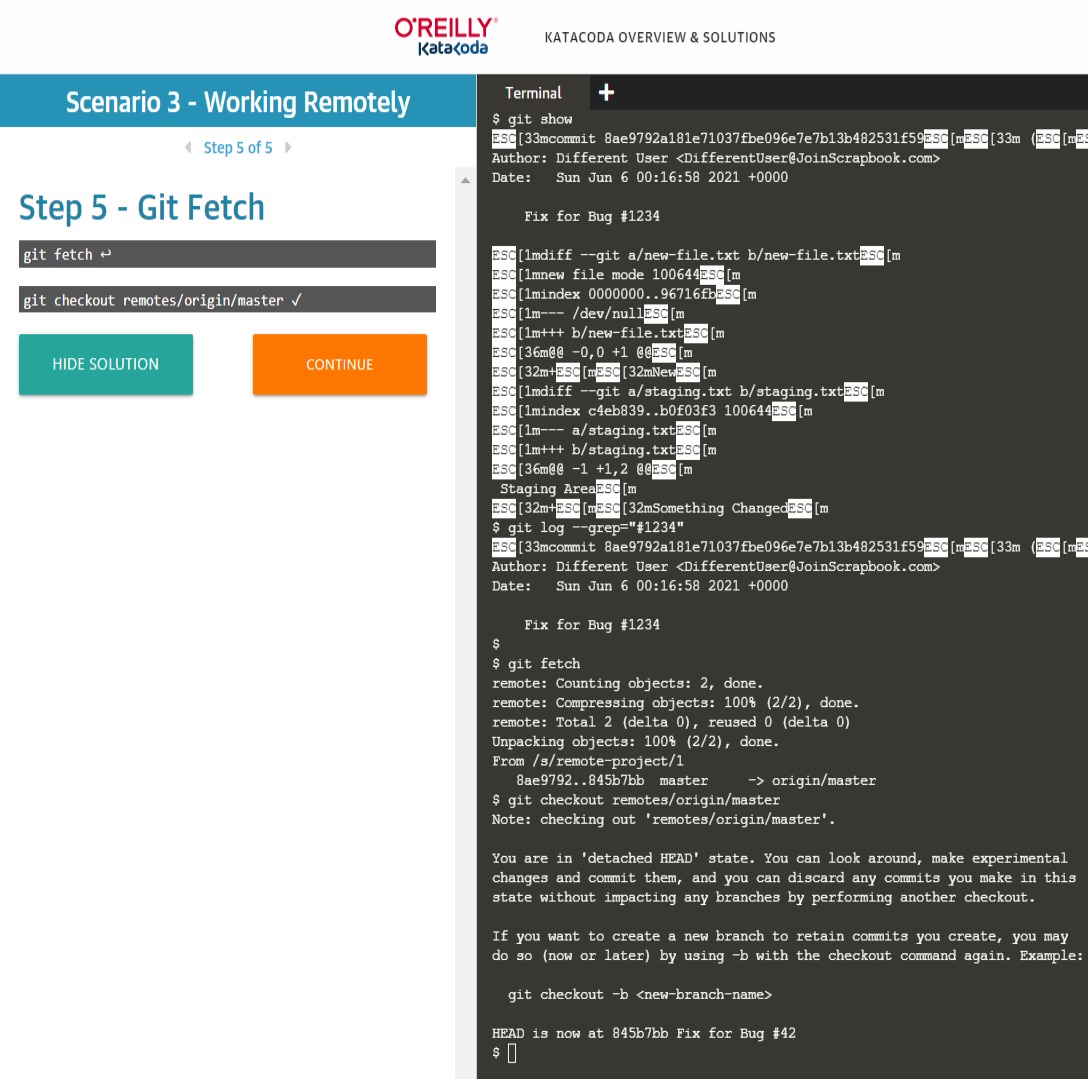 O'REILLY®
Katacoda
KATACODA OVERVIEW & SOLUTIONS
Scenario 3 - Working Remotely
Step 5 of 5
Step 5 - Git Fetch
git fetch ↩
git checkout remotes/origin/master ✓
HIDE SOLUTION
CONTINUE
Terminal +
$ git show
ESC[33mcommit 8ae9792a181e71037fbe096e7e7b13b482531f59ESC[mESC[33m (ESC[mES
Author: Different User <DifferentUser@JoinScrapbook.com>
Date:   Sun Jun 6 00:16:58 2021 +0000
    Fix for Bug #1234
ESC[1mdiff --git a/new-file.txt b/new-file.txtESC[m
ESC[1mnew file mode 100644ESC[m
ESC[1mindex 0000000..96716fbESC[m
ESC[1m--- /dev/nullESC[m
ESC[1m+++ b/new-file.txtESC[m
ESC[36m@@ -0,0 +1 @@ESC[m
ESC[32m+ESC[mESC[32mNewESC[m
ESC[1mdiff --git a/staging.txt b/staging.txtESC[m
ESC[1mindex c4eb839..b0f03f3 100644ESC[m
ESC[1m--- a/staging.txtESC[m
ESC[1m+++ b/staging.txtESC[m
ESC[36m@@ -1 +1,2 @@ESC[m
 Staging AreaESC[m
ESC[32m+ESC[mESC[32mSomething ChangedESC[m
$ git log --grep="#1234"
ESC[33mcommit 8ae9792a181e71037fbe096e7e7b13b482531f59ESC[mESC[33m (ESC[mES
Author: Different User <DifferentUser@JoinScrapbook.com>
Date:   Sun Jun 6 00:16:58 2021 +0000
    Fix for Bug #1234
$
$ git fetch
remote: Counting objects: 2, done.
remote: Compressing objects: 100% (2/2), done.
remote: Total 2 (delta 0), reused 0 (delta 0)
Unpacking objects: 100% (2/2), done.
From /s/remote-project/1
   8ae9792..845b7bb  master     -> origin/master
$ git checkout remotes/origin/master
Note: checking out 'remotes/origin/master'.
You are in 'detached HEAD' state. You can look around, make experimental
changes and commit them, and you can discard any commits you make in this
state without impacting any branches by performing another checkout.
If you want to create a new branch to retain commits you create, you may
do so (now or later) by using -b with the checkout command again. Example:
  git checkout -b <new-branch-name>
HEAD is now at 845b7bb Fix for Bug #42
$